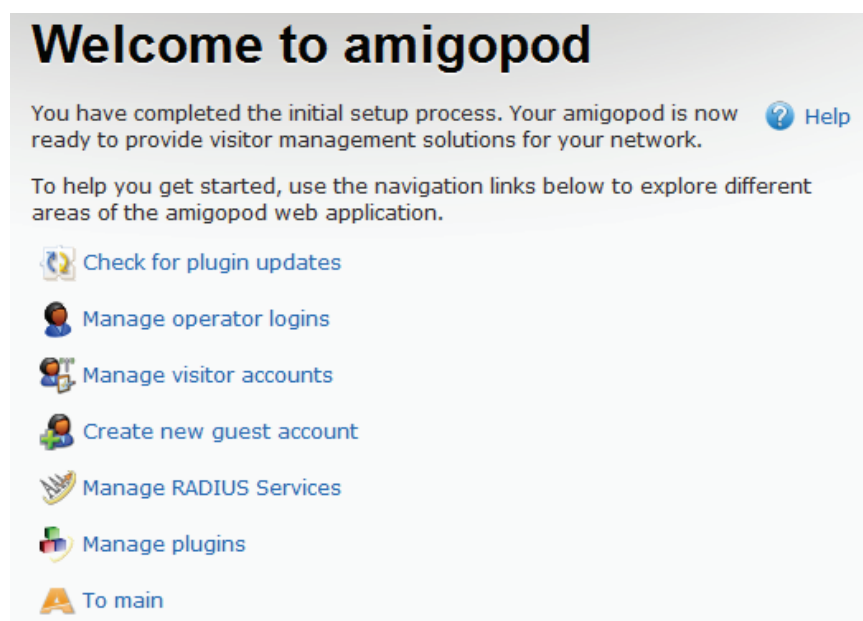 Welcome to amigopod
You have completed the initial setup process. Your amigopod is now
ready to provide visitor management solutions for your network.
Help
To help you get started, use the navigation links below to explore different
areas of the amigopod web application.
Check for plugin updates
Manage operator logins
Manage visitor accounts
Create new guest account
Manage RADIUS Services
Manage plugins
To main